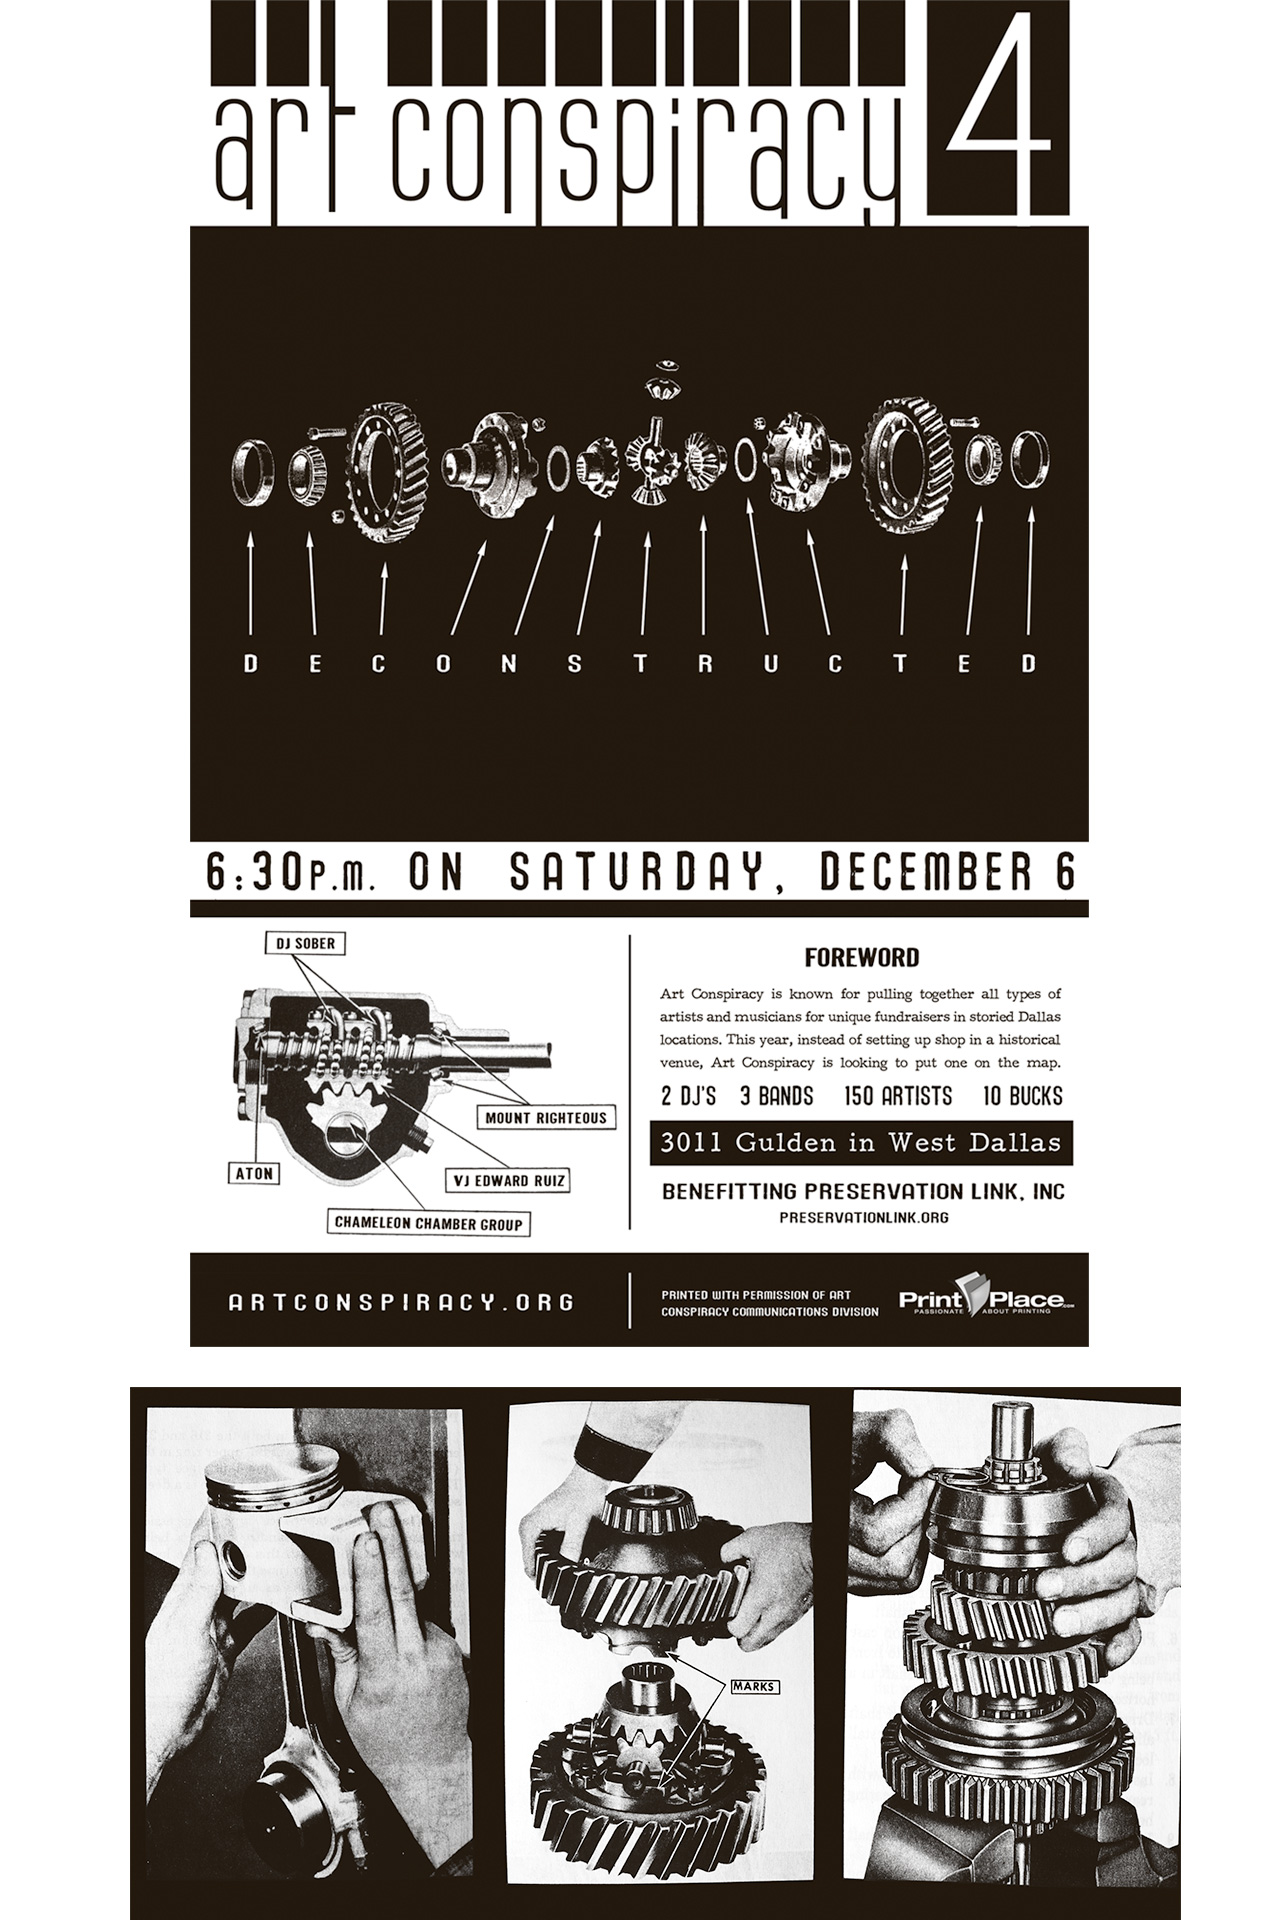 art conspiracy 4
D E C O N S T R U C T E D
6:30P.M. ON SATURDAY, DECEMBER 6
DJ SOBER
MOUNT RIGHTEOUS
ATON
VJ EDWARD RUIZ
CHAMELEON CHAMBER GROUP
FOREWORD
Art Conspiracy is known for pulling together all types of
artists and musicians for unique fundraisers in storied Dallas
locations. This year, instead of setting up shop in a historical
venue, Art Conspiracy is looking to put one on the map.
2 DJ'S 3 BANDS 150 ARTISTS 10 BUCKS
3011 Gulden in West Dallas
BENEFITTING PRESERVATION LINK, INC
PRESERVATIONLINK.ORG
ARTCONSPIRACY.ORG
PRINTED WITH PERMISSION OF ART
CONSPIRACY COMMUNICATIONS DIVISION
PrintPlace.com
PASSIONATE ABOUT PRINTING
MARKS